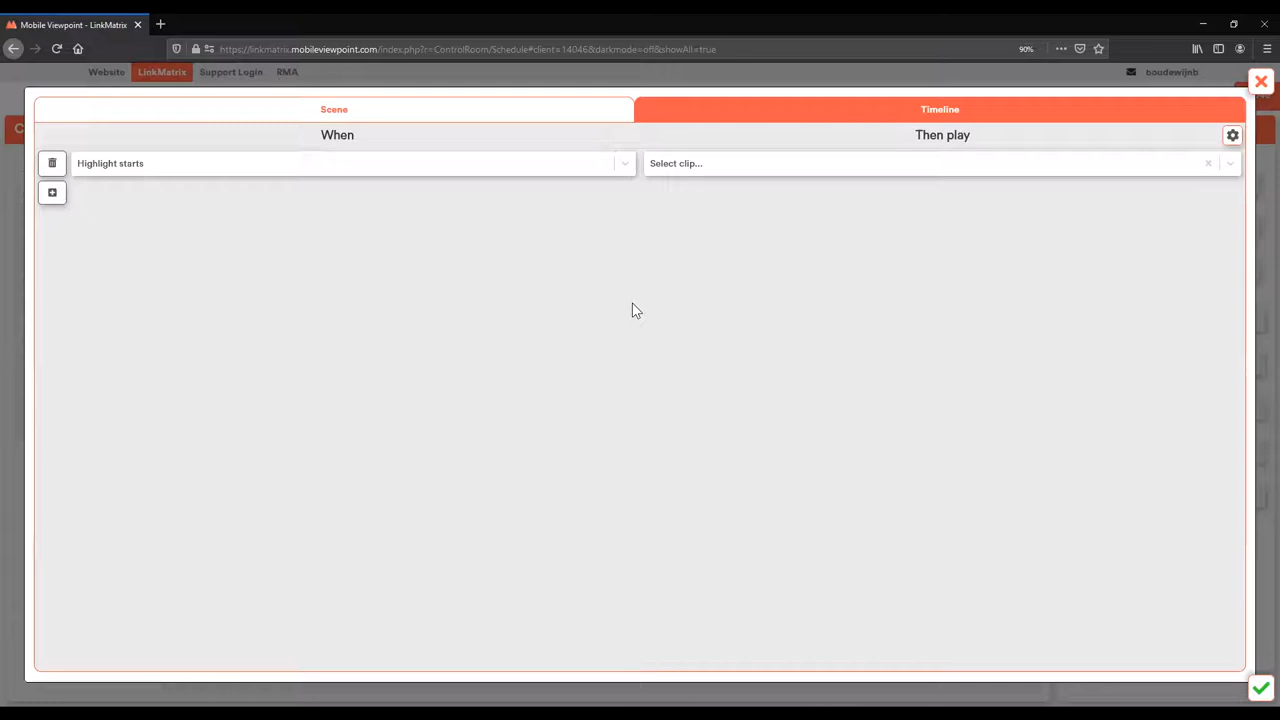 Mobile Viewpoint - LinkMatrix
https://linkmatrix.mobileviewpoint.com/index.php?r=ControlRoom/Schedule#client=14046&darkmode=off&showAll=true
90%
Website LinkMatrix Support Login RMA boudewijnb
Scene Timeline
When Then play
Highlight starts Select clip...